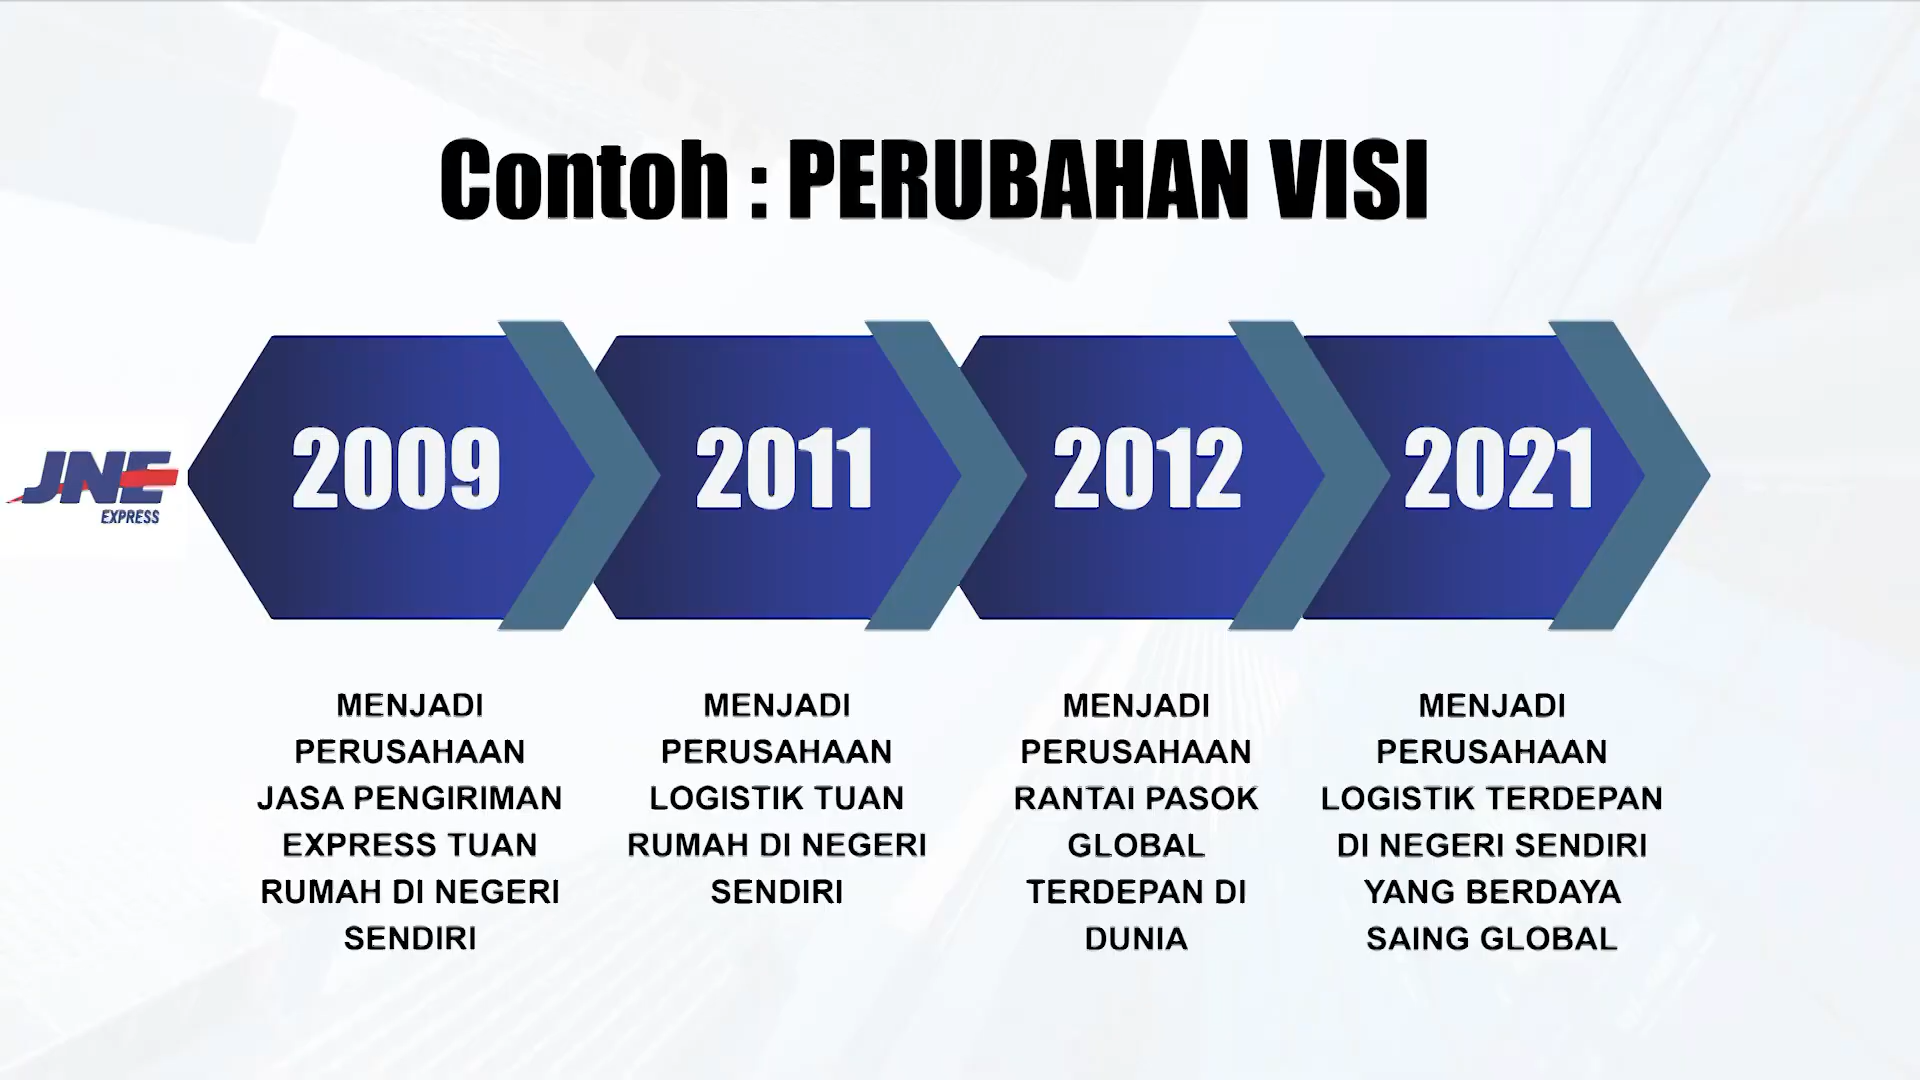 Contoh : PERUBAHAN VISI
JNE
EXPRESS
2009
2011
2012
2021
MENJADI
PERUSAHAAN
JASA PENGIRIMAN
EXPRESS TUAN
RUMAH DI NEGERI
SENDIRI
MENJADI
PERUSAHAAN
LOGISTIK TUAN
RUMAH DI NEGERI
SENDIRI
MENJADI
PERUSAHAAN
RANTAI PASOK
GLOBAL
TERDEPAN DI
DUNIA
MENJADI
PERUSAHAAN
LOGISTIK TERDEPAN
DI NEGERI SENDIRI
YANG BERDAYA
SAING GLOBAL